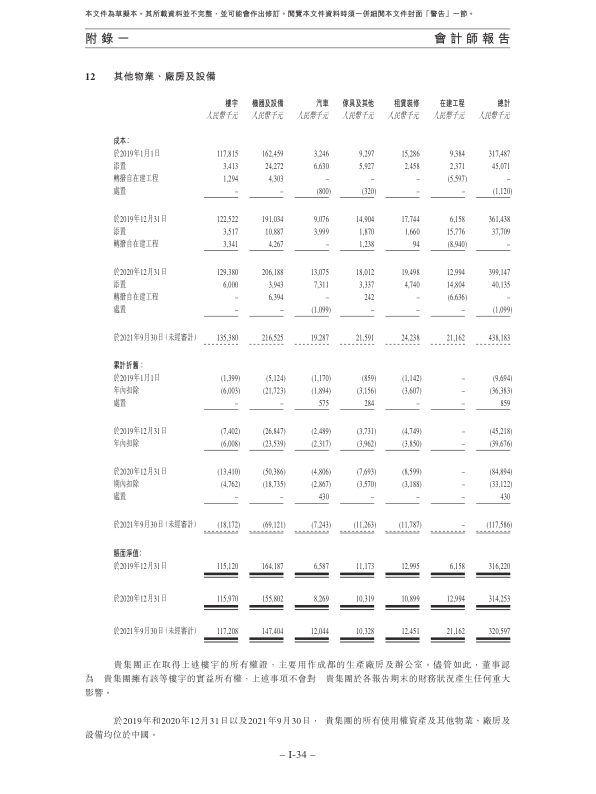 本文件為草擬本。其所載資料並不完整,並可能會作出修訂。閱覽本文件資料時須一併細閱本文件封面「警告」一節。
附錄一 會計師報告
12 其他物業、廠房及設備
樓宇 機器及設備 汽車 傢俱及其他 租賃裝修 在建工程 總計
人民幣千元 人民幣千元 人民幣千元 人民幣千元 人民幣千元 人民幣千元 人民幣千元
成本:
於2019年1月1日 117,815 162,459 3,246 9,297 15,286 9,384 317,487
添置 3,413 24,272 6,630 5,927 2,458 2,371 45,071
轉撥自在建工程 1,294 4,303 – – – (5,597) –
處置 – – (800) (320) – – (1,120)
於2019年12月31日 122,522 191,034 9,076 14,904 17,744 6,158 361,438
添置 3,517 10,887 3,999 1,870 1,660 15,776 37,709
轉撥自在建工程 3,341 4,267 – 1,238 94 (8,940) –
於2020年12月31日 129,380 206,188 13,075 18,012 19,498 12,994 399,147
添置 6,000 3,943 7,311 3,337 4,740 14,804 40,135
轉撥自在建工程 – 6,394 – 242 – (6,636) –
處置 – – (1,099) – – – (1,099)
於2021年9月30日(未經審計) 135,380 216,525 19,287 21,591 24,238 21,162 438,183
累計折舊:
於2019年1月1日 (1,399) (5,124) (1,170) (859) (1,142) – (9,694)
年內扣除 (6,003) (21,723) (1,894) (3,156) (3,607) – (36,383)
處置 – – 575 284 – – 859
於2019年12月31日 (7,402) (26,847) (2,489) (3,731) (4,749) – (45,218)
年內扣除 (6,008) (23,539) (2,317) (3,962) (3,850) – (39,676)
於2020年12月31日 (13,410) (50,386) (4,806) (7,693) (8,599) – (84,894)
期內扣除 (4,762) (18,735) (2,867) (3,570) (3,188) – (33,122)
處置 – – 430 – – – 430
於2021年9月30日(未經審計) (18,172) (69,121) (7,243) (11,263) (11,787) – (117,586)
賬面淨值:
於2019年12月31日 115,120 164,187 6,587 11,173 12,995 6,158 316,220
於2020年12月31日 115,970 155,802 8,269 10,319 10,899 12,994 314,253
於2021年9月30日(未經審計) 117,208 147,404 12,044 10,328 12,451 21,162 320,597
貴集團正在取得上述樓宇的所有權證,主要用作成都的生產廠房及辦公室。儘管如此,董事認
為 貴集團擁有該等樓宇的實益所有權,上述事項不會對 貴集團於各報告期末的財務狀況產生任何重大
影響。
於2019年和2020年12月31日以及2021年9月30日, 貴集團的所有使用權資產及其他物業、廠房及
設備均位於中國。
– I-34 –